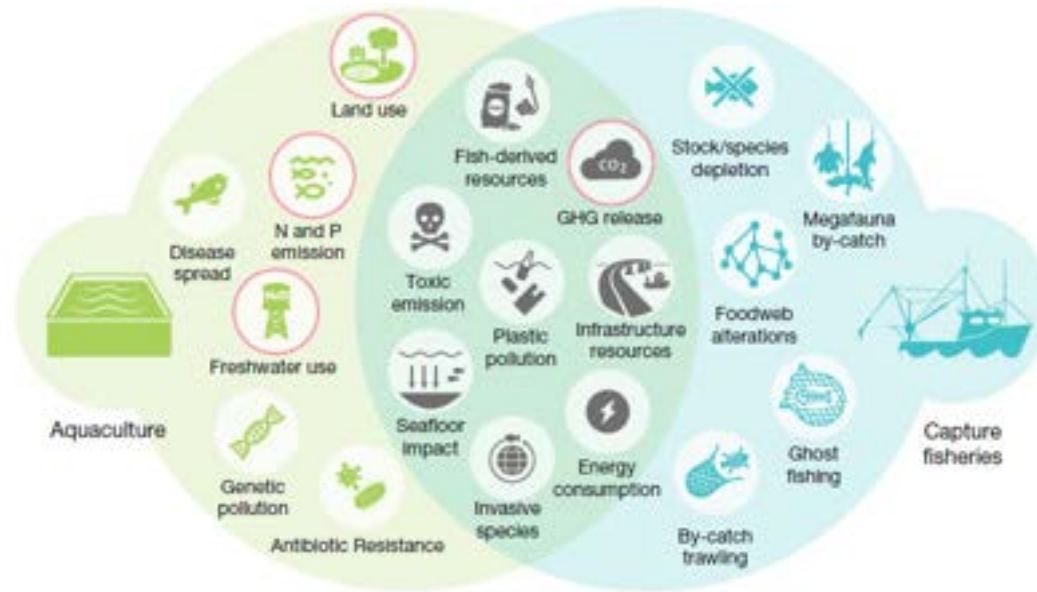 Land use
Fish-derived
resources
CO₂
GHG release
Stock/species
depletion
Megafauna
by-catch
Disease
spread
N and P
emission
Toxic
emission
Plastic
pollution
Infrastructure
resources
Foodweb
alterations
Freshwater use
Aquaculture
Seafloor
impact
Energy
consumption
Ghost
fishing
Capture
fisheries
Genetic
pollution
Antibiotic Resistance
Invasive
species
By-catch
trawling